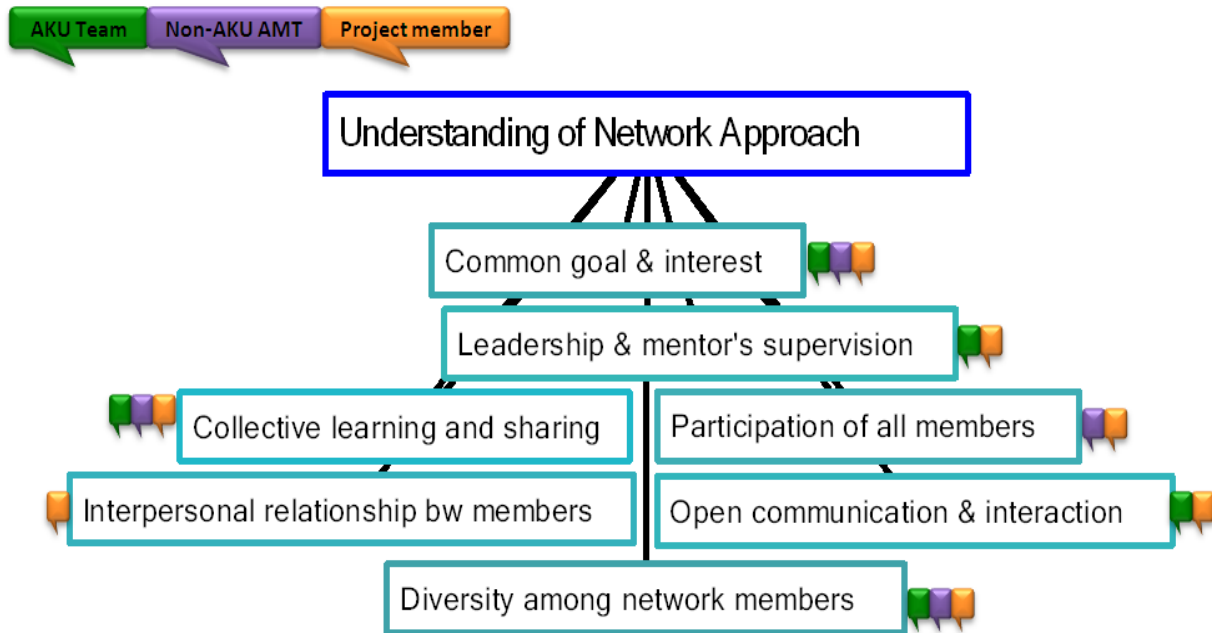 AKU Team
Non-AKU AMT
Project member
Understanding of Network Approach
Common goal & interest
Leadership & mentor's supervision
Collective learning and sharing
Participation of all members
Interpersonal relationship bw members
Open communication & interaction
Diversity among network members